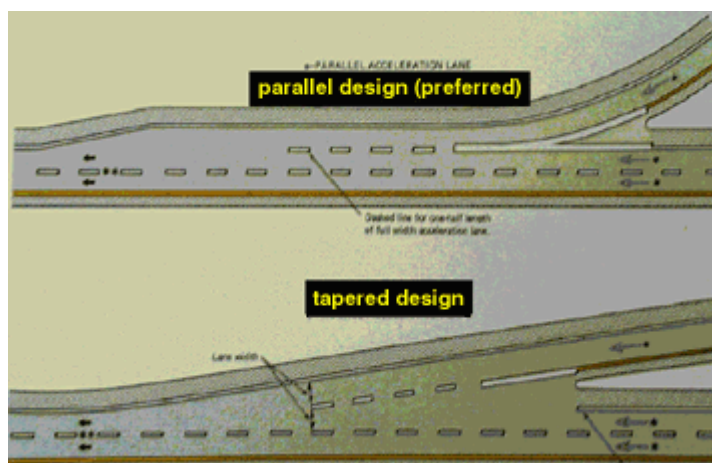 a-PARALLEL ACCELERATION LANE
parallel design (preferred)
Dashed line for one-half length
of full width acceleration lane.
tapered design
Lane width